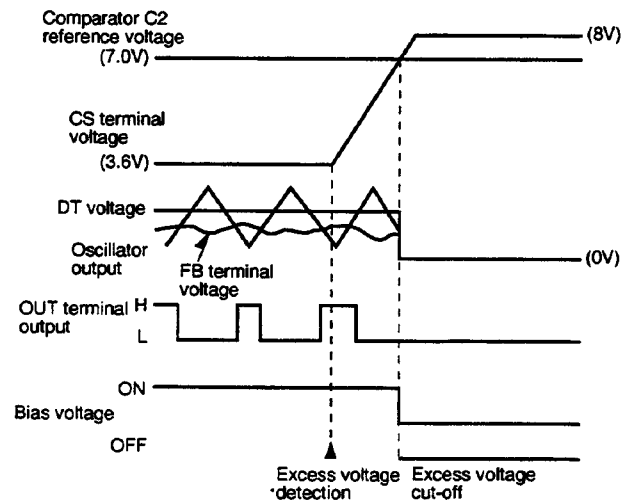 Comparator C2
reference voltage
(7.0V)
(8V)
CS terminal
voltage
(3.6V)
DT voltage
Oscillator
output
FB terminal
voltage
(0V)
OUT terminal
output
H
L
ON
Bias voltage
OFF
Excess voltage
detection
Excess voltage
cut-off